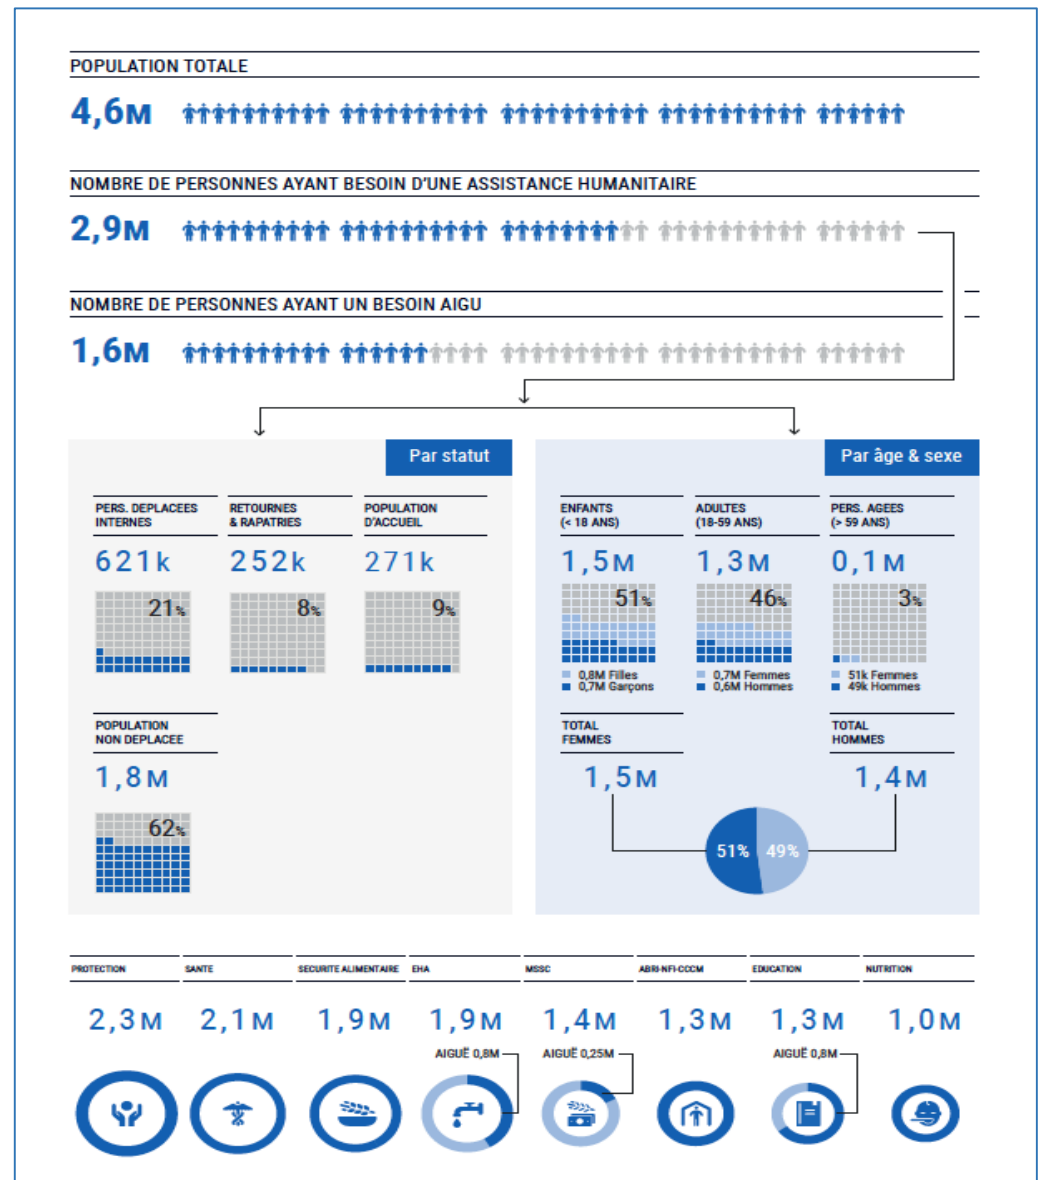 POPULATION TOTALE
4,6M
NOMBRE DE PERSONNES AYANT BESOIN D'UNE ASSISTANCE HUMANITAIRE
2,9M
NOMBRE DE PERSONNES AYANT UN BESOIN AIGU
1,6M
Par statut
PERS. DEPLACEES
INTERNES
621k
21%
RETOURNES
& RAPATRIES
252k
8%
POPULATION
D'ACCUEIL
271k
9%
POPULATION
NON DEPLACEE
1,8M
62%
Par âge & sexe
ENFANTS
(< 18 ANS)
1,5M
51%
0,8M Filles
0,7M Garçons
ADULTES
(18-59 ANS)
1,3M
46%
0,7M Femmes
0,6M Hommes
PERS. AGEES
(> 59 ANS)
0,1M
3%
51k Femmes
49k Hommes
TOTAL
FEMMES
1,5M
TOTAL
HOMMES
1,4M
51% 49%
PROTECTION
2,3M
SANTE
2,1M
SECURITE ALIMENTAIRE
1,9M
EHA
1,9M
AIGUË 0,8M
MSSC
1,4M
AIGUË 0,25M
ABRI-NFI-CCCM
1,3M
EDUCATION
1,3M
AIGUË 0,8M
NUTRITION
1,0M